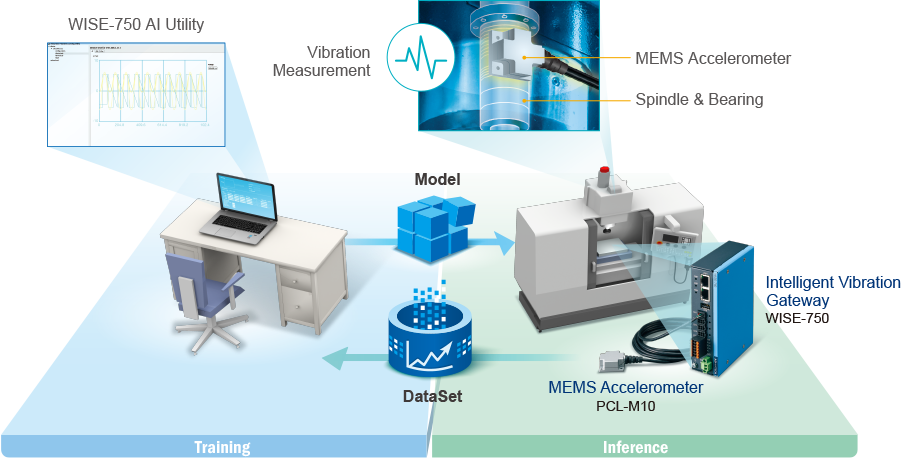 WISE-750 AI Utility
Vibration
Measurement
MEMS Accelerometer
Spindle & Bearing
Model
Intelligent Vibration
Gateway
WISE-750
DataSet
MEMS Accelerometer
PCL-M10
Training
Inference